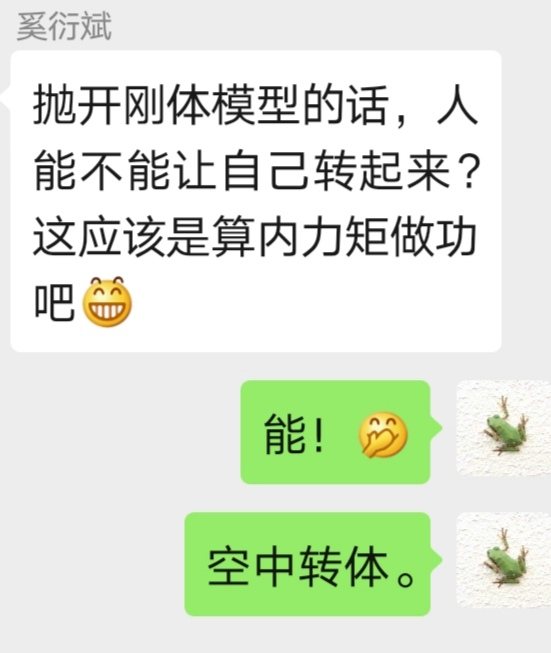 奚衍斌
抛开刚体模型的话，人
能不能让自己转起来？
这应该是算内力矩做功
吧😁
能！ 🤭
空中转体。